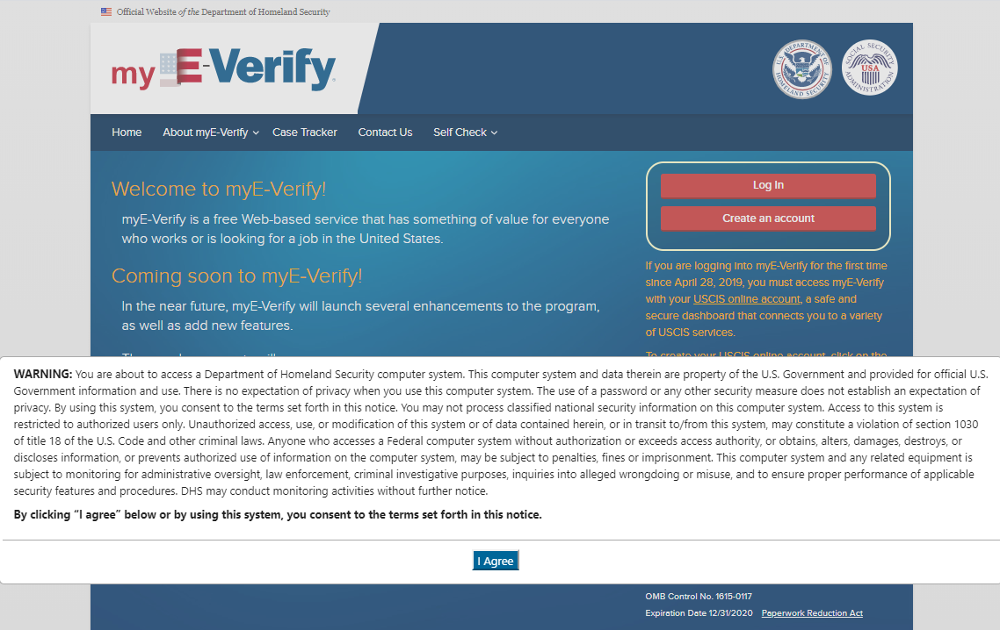 Official Website of the Department of Homeland Security
my E-Verify
U.S. DEPARTMENT OF HOMELAND SECURITY
SOCIAL SECURITY ADMINISTRATION
USA
Home About myE-Verify Case Tracker Contact Us Self Check
Welcome to myE-Verify!
myE-Verify is a free Web-based service that has something of value for everyone
who works or is looking for a job in the United States.
Coming soon to myE-Verify!
In the near future, myE-Verify will launch several enhancements to the program,
as well as add new features.
Log In
Create an account
If you are logging into myE-Verify for the first time
since April 28, 2019, you must access myE-Verify
with your USCIS online account, a safe and
secure dashboard that connects you to a variety
of USCIS services.
To create your USCIS online account, click on the
WARNING: You are about to access a Department of Homeland Security computer system. This computer system and data therein are property of the U.S. Government and provided for official U.S.
Government information and use. There is no expectation of privacy when you use this computer system. The use of a password or any other security measure does not establish an expectation of
privacy. By using this system, you consent to the terms set forth in this notice. You may not process classified national security information on this computer system. Access to this system is
restricted to authorized users only. Unauthorized access, use, or modification of this system or of data contained herein, or in transit to/from this system, may constitute a violation of section 1030
of title 18 of the U.S. Code and other criminal laws. Anyone who accesses a Federal computer system without authorization or exceeds access authority, or obtains, alters, damages, destroys, or
discloses information, or prevents authorized use of information on the computer system, may be subject to penalties, fines or imprisonment. This computer system and any related equipment is
subject to monitoring for administrative oversight, law enforcement, criminal investigative purposes, inquiries into alleged wrongdoing or misuse, and to ensure proper performance of applicable
security features and procedures. DHS may conduct monitoring activities without further notice.
By clicking “I agree” below or by using this system, you consent to the terms set forth in this notice.
I Agree
OMB Control No. 1615-0117
Expiration Date 12/31/2020 Paperwork Reduction Act